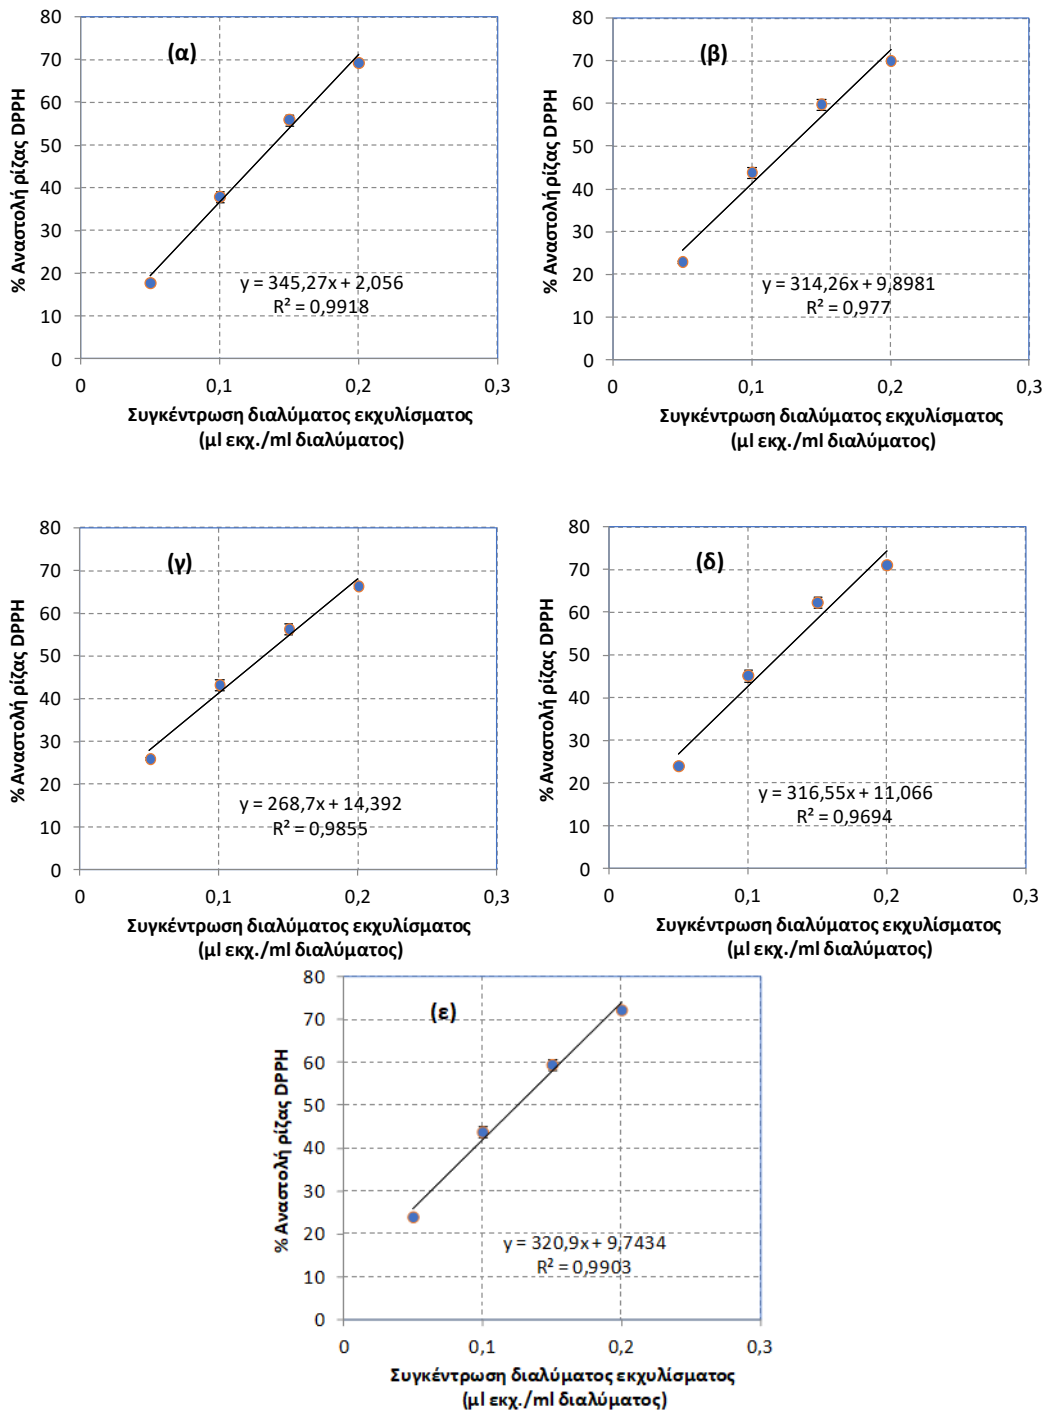 (α)
% Αναστολή ρίζας DPPH
80
70
60
50
40
30
20
10
0
y = 345,27x + 2,056
R² = 0,9918
0 0,1 0,2 0,3
Συγκέντρωση διαλύματος εκχυλίσματος
(μl εκχ./ml διαλύματος)
(β)
% Αναστολή ρίζας DPPH
80
70
60
50
40
30
20
10
0
y = 314,26x + 9,8981
R² = 0,977
0 0,1 0,2 0,3
Συγκέντρωση διαλύματος εκχυλίσματος
(μl εκχ./ml διαλύματος)
(γ)
% Αναστολή ρίζας DPPH
80
70
60
50
40
30
20
10
0
y = 268,7x + 14,392
R² = 0,9855
0 0,1 0,2 0,3
Συγκέντρωση διαλύματος εκχυλίσματος
(μl εκχ./ml διαλύματος)
(δ)
% Αναστολή ρίζας DPPH
80
70
60
50
40
30
20
10
0
y = 316,55x + 11,066
R² = 0,9694
0 0,1 0,2 0,3
Συγκέντρωση διαλύματος εκχυλίσματος
(μl εκχ./ml διαλύματος)
(ε)
% Αναστολή ρίζας DPPH
80
70
60
50
40
30
20
10
0
y = 320,9x + 9,7434
R² = 0,9903
0 0,1 0,2 0,3
Συγκέντρωση διαλύματος εκχυλίσματος
(μl εκχ./ml διαλύματος)